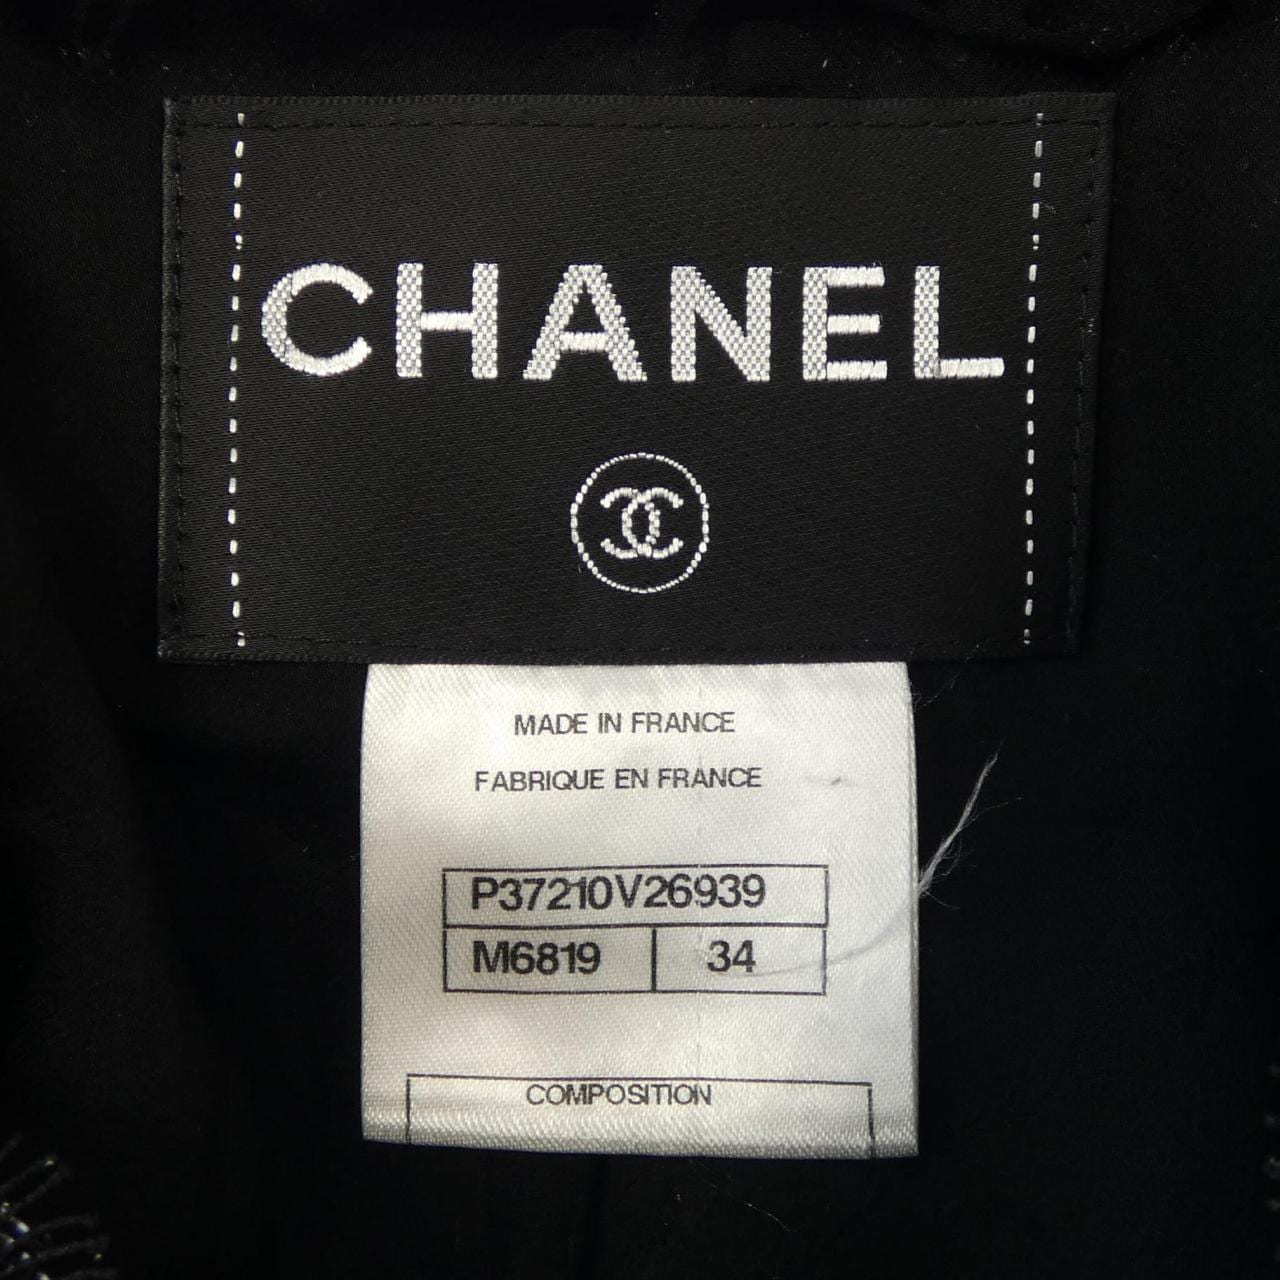 CHANEL
MADE IN FRANCE
FABRIQUE EN FRANCE
P37210V26939
M6819 34
COMPOSITION